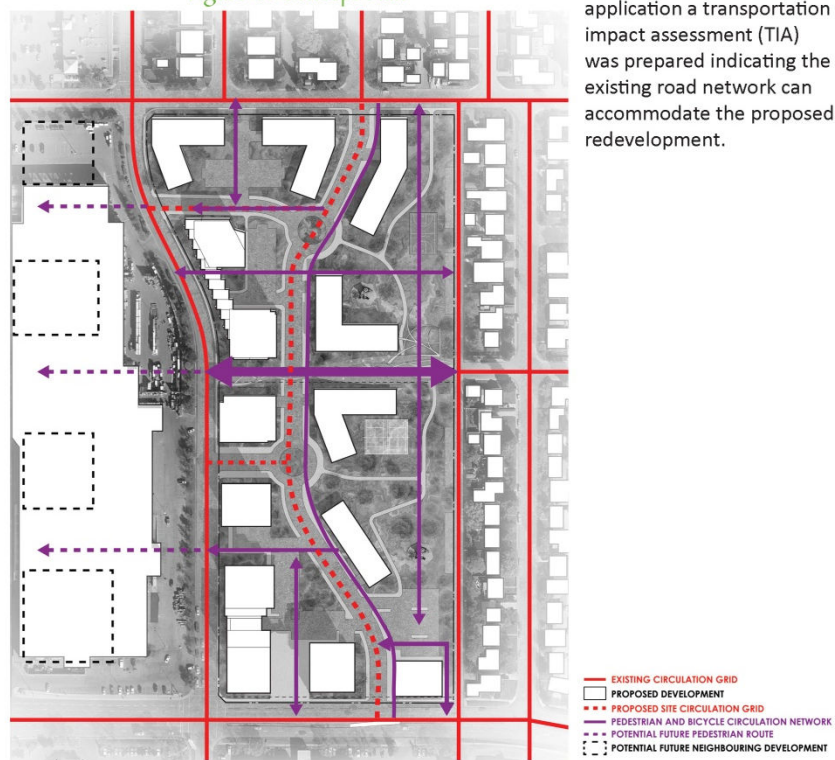 application a transportation
impact assessment (TIA)
was prepared indicating the
existing road network can
accommodate the proposed
redevelopment.
EXISTING CIRCULATION GRID
PROPOSED DEVELOPMENT
PROPOSED SITE CIRCULATION GRID
PEDESTRIAN AND BICYCLE CIRCULATION NETWORK
POTENTIAL FUTURE PEDESTRIAN ROUTE
POTENTIAL FUTURE NEIGHBOURING DEVELOPMENT